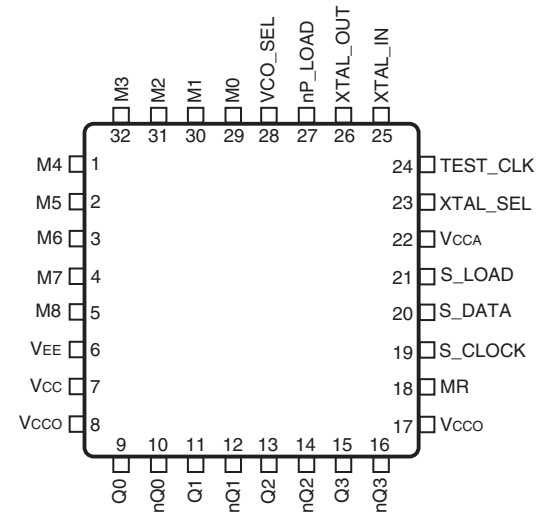 M3 M2 M1 M0 VCO_SEL nP_LOAD XTAL_OUT XTAL_IN
32 31 30 29 28 27 26 25
M4 1 24 TEST_CLK
M5 2 23 XTAL_SEL
M6 3 22 VCCA
M7 4 21 S_LOAD
M8 5 20 S_DATA
VEE 6 19 S_CLOCK
VCC 7 18 MR
VCCO 8 17 VCCO
9 10 11 12 13 14 15 16
Q0 nQ0 Q1 nQ1 Q2 nQ2 Q3 nQ3